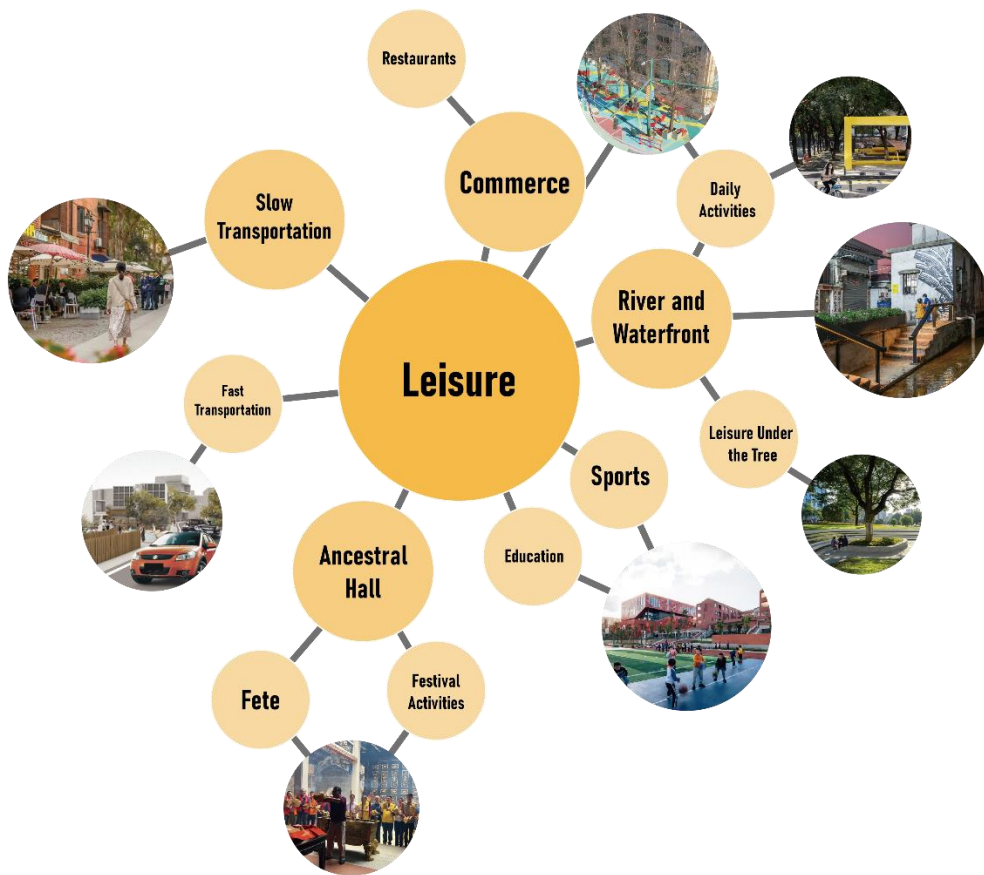 Restaurants
Commerce
Slow
Transportation
Daily
Activities
River and
Waterfront
Leisure
Fast
Transportation
Leisure Under
the Tree
Sports
Education
Ancestral
Hall
Fete
Festival
Activities